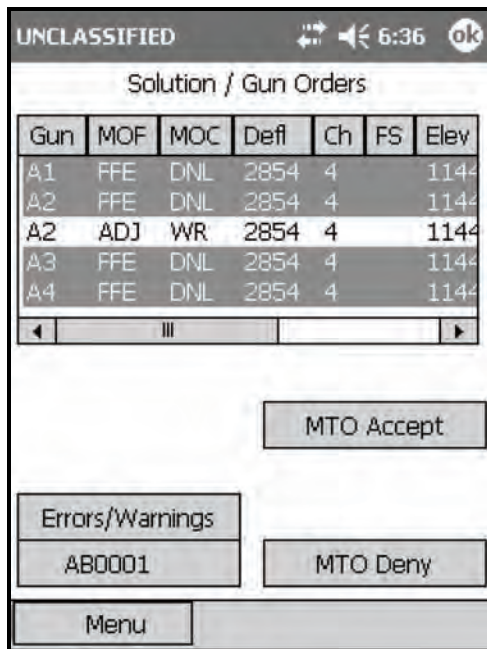 UNCLASSIFIED 6:36 ok
Solution / Gun Orders
Gun MOF MOC Defl Ch FS Elev
A1 FFE DNL 2854 4 1144
A2 FFE DNL 2854 4 1144
A2 ADJ WR 2854 4 1144
A3 FFE DNL 2854 4 1144
A4 FFE DNL 2854 4 1144
MTO Accept
Errors/Warnings
AB0001 MTO Deny
Menu